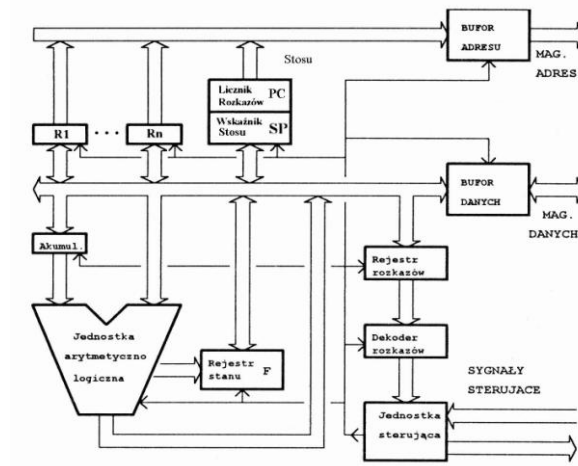 BUFOR
ADRESU
MAG.
ADRES
Stosu
Licznik
Rozkazów PC
Wskaźnik
Stosu SP
R1 ... Rn
BUFOR
DANYCH
MAG.
DANYCH
Akumul.
Rejestr
rozkazów
Jednostka
arytmetyczno
logiczna
Rejestr
stanu F
Dekoder
rozkazów
SYGNAŁY
STERUJACE
Jednostka
sterująca